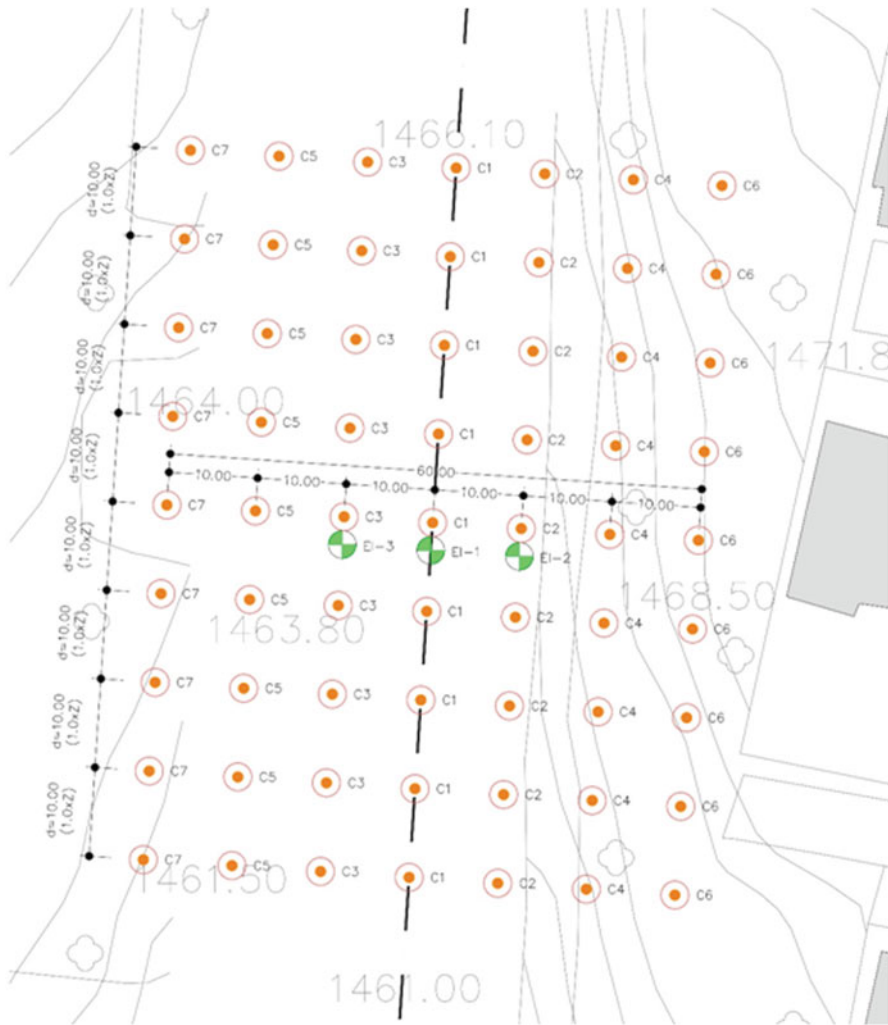 1466.10
C7 C5 C3 C1 C2 C4 C6
d=10.00
(1.0xZ)
C7 C5 C3 C1 C2 C4 C6
d=10.00
(1.0xZ)
C7 C5 C3 C1 C2 C4 C6
1471.8
d=10.00
(1.0xZ)
1464.00
C7 C5 C3 C1 C2 C4 C6
d=10.00
(1.0xZ)
60.00
10.00 10.00 10.00 10.00 10.00 10.00
C7 C5 C3 C1 C2 C4 C6
d=10.00
(1.0xZ)
EI-3 EI-1 EI-2
1468.50
C7 C5 C3 C1 C2 C4 C6
d=10.00
(1.0xZ)
1463.80
C7 C5 C3 C1 C2 C4 C6
d=10.00
(1.0xZ)
C7 C5 C3 C1 C2 C4 C6
d=10.00
(1.0xZ)
C7 C5 C3 C1 C2 C4 C6
1461.50
1461.00